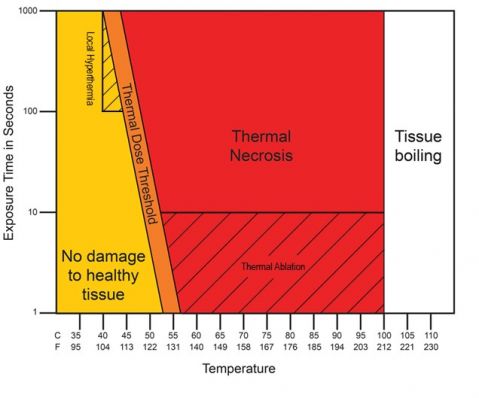 1000
100
10
1
Exposure Time in Seconds
Local Hyperthermia
Thermal Dose Threshold
No damage
to healthy
tissue
Thermal
Necrosis
Thermal Ablation
Tissue
boiling
C 35 40 45 50 55 60 65 70 75 80 85 90 95 100 105 110
F 95 104 113 122 131 140 149 158 167 176 185 194 203 212 221 230
Temperature